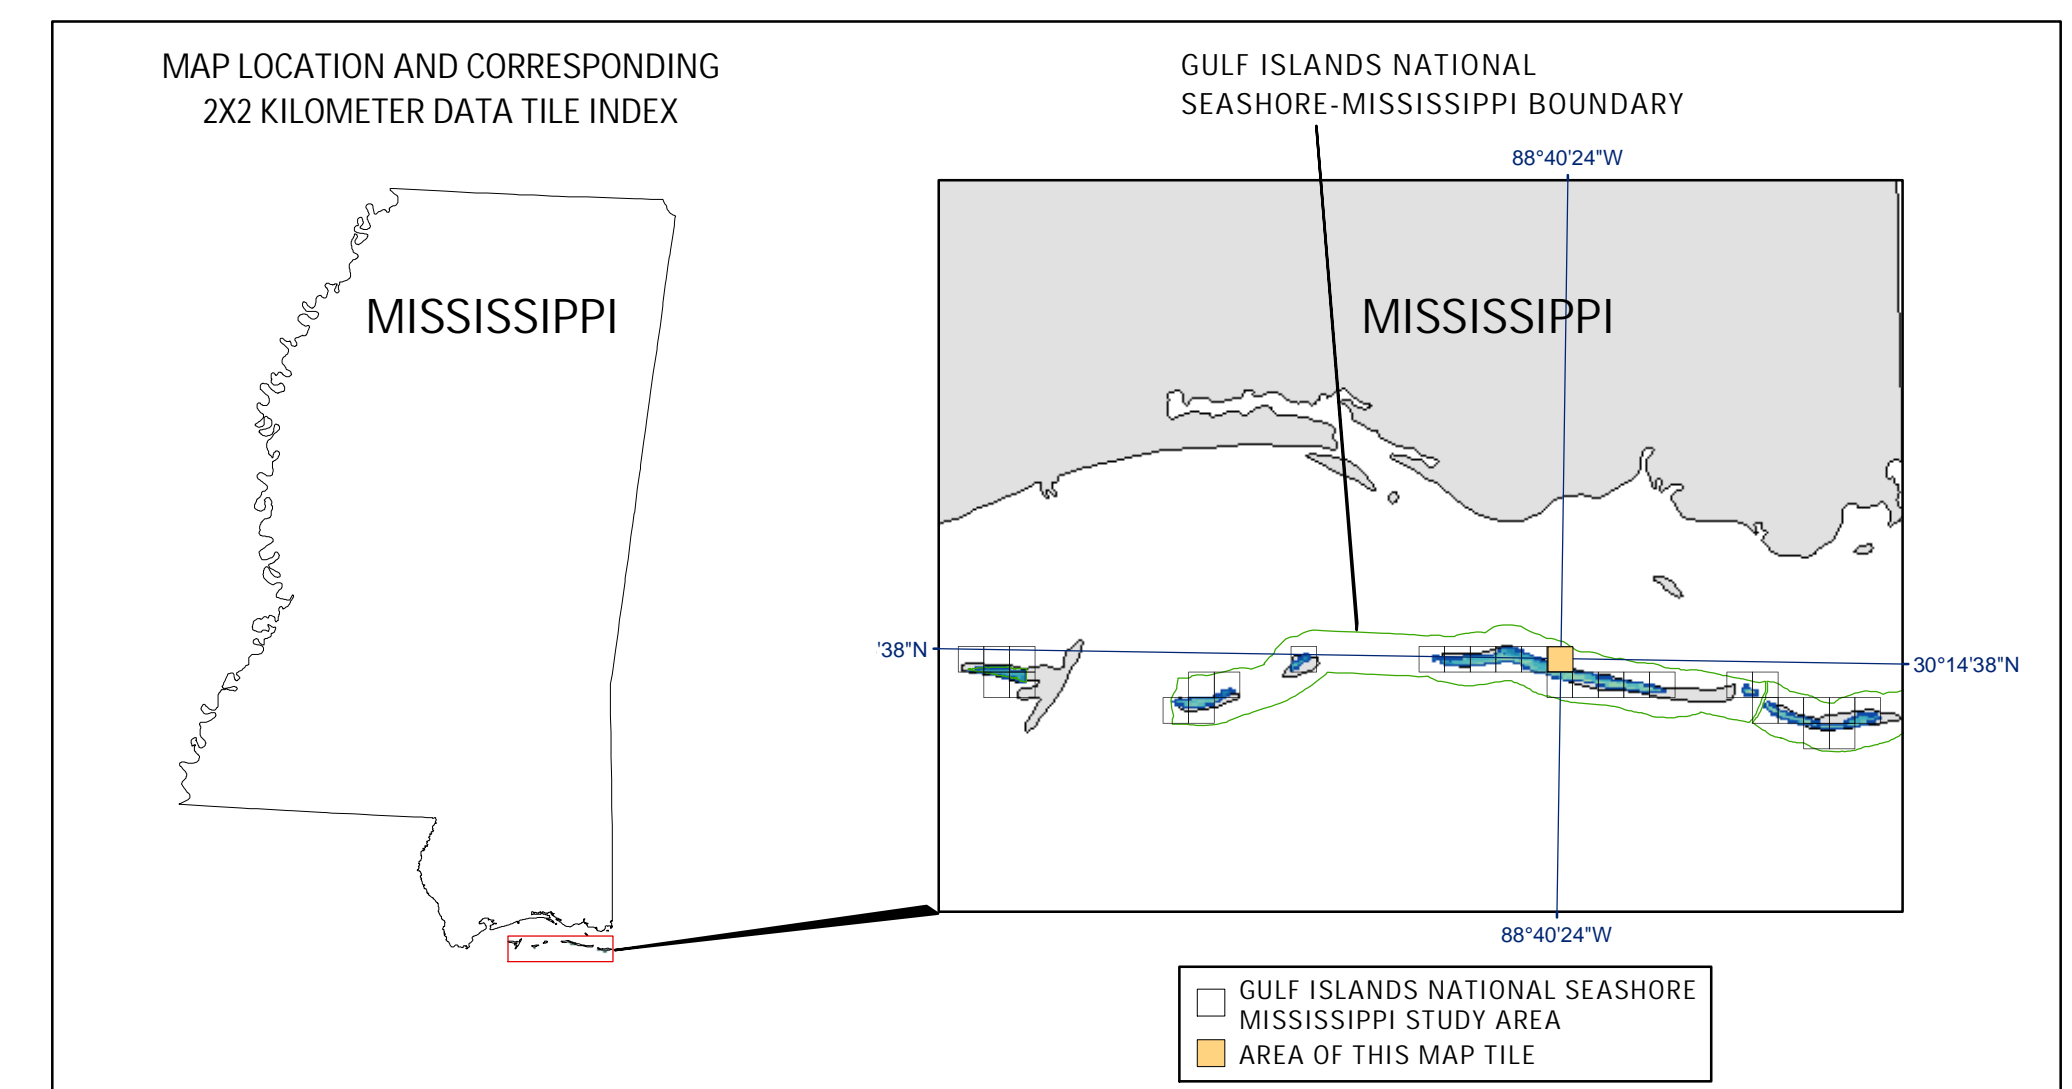 MAP LOCATION AND CORRESPONDING
2X2 KILOMETER DATA TILE INDEX
GULF ISLANDS NATIONAL
SEASHORE-MISSISSIPPI BOUNDARY
88°40'24"W
MISSISSIPPI
MISSISSIPPI
'38"N
30°14'38"N
88°40'24"W
GULF ISLANDS NATIONAL SEASHORE
MISSISSIPPI STUDY AREA
AREA OF THIS MAP TILE